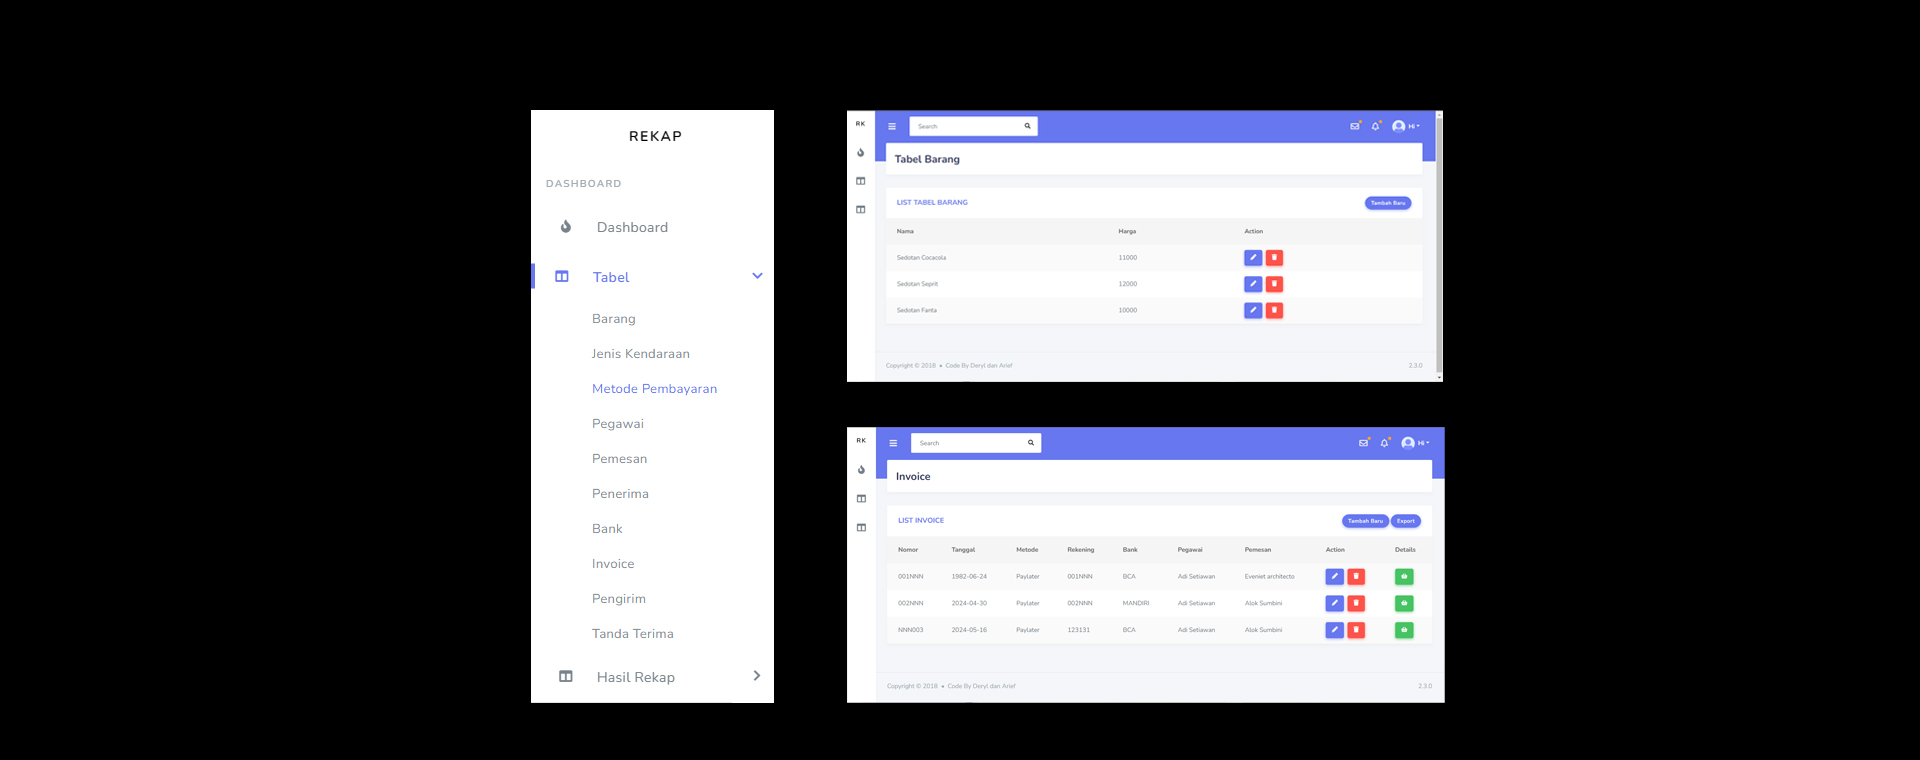 REKAP
DASHBOARD
Dashboard
Tabel
Barang
Jenis Kendaraan
Metode Pembayaran
Pegawai
Pemesan
Penerima
Bank
Invoice
Pengirim
Tanda Terima
Hasil Rekap
RK
Search
Hi
Tabel Barang
LIST TABEL BARANG
Tambah Baru
Nama Harga Action
Sedotan Cocacola 11000
Sedotan Seprit 12000
Sedotan Fanta 10000
Copyright © 2018 • Code By Deryl dan Arief 2.3.0
RK
Search
Hi
Invoice
LIST INVOICE
Tambah Baru Export
Nomor Tanggal Metode Rekening Bank Pegawai Pemesan Action Details
001NNN 1982-06-24 Paylater 001NNN BCA Adi Setiawan Eveniet architecto
002NNN 2024-04-30 Paylater 002NNN MANDIRI Adi Setiawan Alok Sumbini
NNN003 2024-05-16 Paylater 123131 BCA Adi Setiawan Alok Sumbini
Copyright © 2018 • Code By Deryl dan Arief 2.3.0